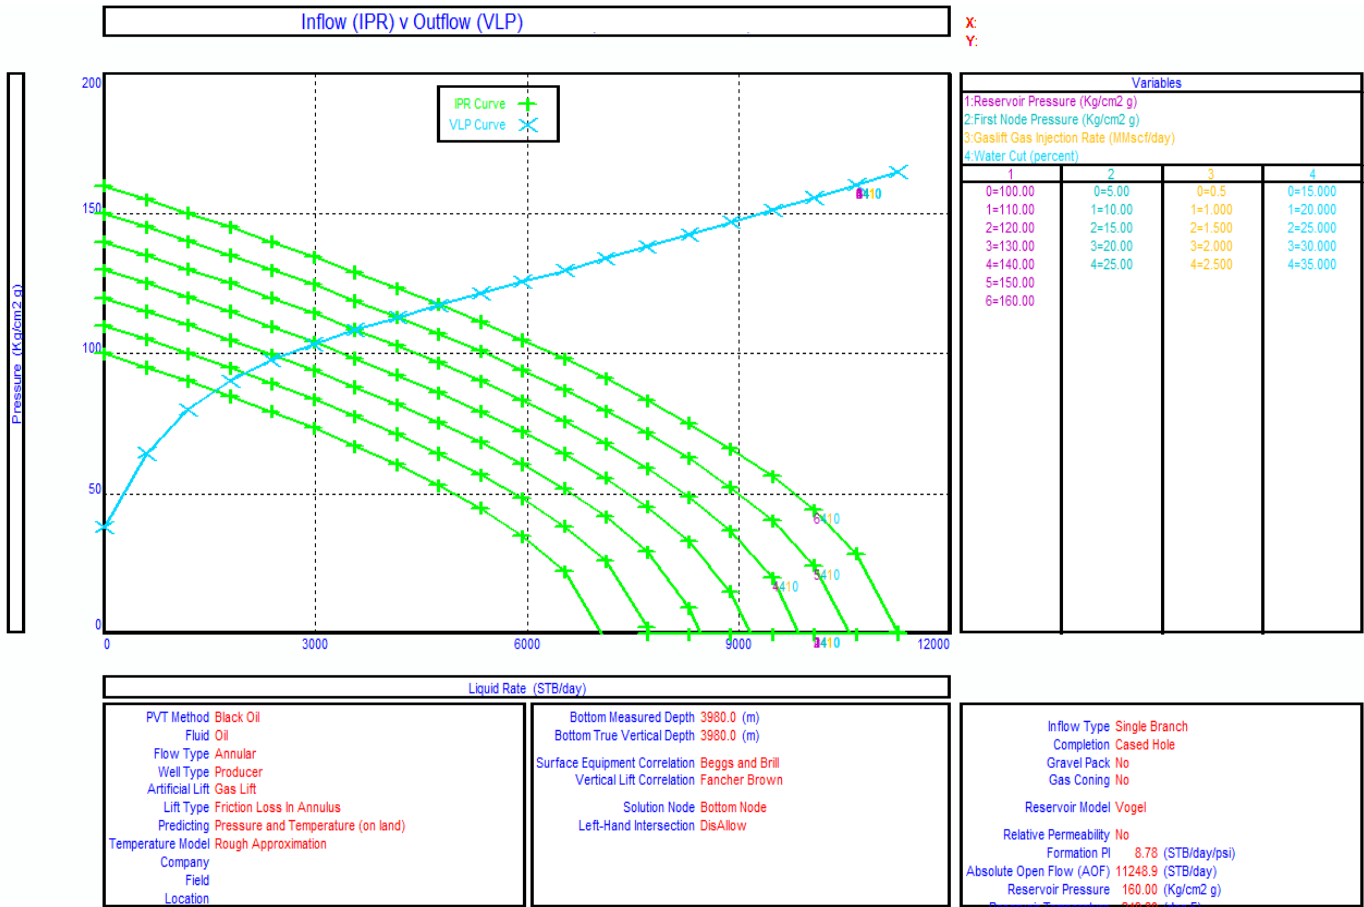 Inflow (IPR) v Outflow (VLP)
X:
Y:
Pressure (Kg/cm2 g)
200
150
100
50
0
IPR Curve
VLP Curve
6410
5410
4410
0
3000
6000
9000
12000
Liquid Rate (STB/day)
Variables
1:Reservoir Pressure (Kg/cm2 g)
2:First Node Pressure (Kg/cm2 g)
3:Gaslift Gas Injection Rate (MMscf/day)
4:Water Cut (percent)
1 2 3 4
0=100.00 0=5.00 0=0.5 0=15.000
1=110.00 1=10.00 1=1.000 1=20.000
2=120.00 2=15.00 2=1.500 2=25.000
3=130.00 3=20.00 3=2.000 3=30.000
4=140.00 4=25.00 4=2.500 4=35.000
5=150.00
6=160.00
PVT Method Black Oil
Fluid Oil
Flow Type Annular
Well Type Producer
Artificial Lift Gas Lift
Lift Type Friction Loss In Annulus
Predicting Pressure and Temperature (on land)
Temperature Model Rough Approximation
Company
Field
Location
Bottom Measured Depth 3980.0 (m)
Bottom True Vertical Depth 3980.0 (m)
Surface Equipment Correlation Beggs and Brill
Vertical Lift Correlation Fancher Brown
Solution Node Bottom Node
Left-Hand Intersection DisAllow
Inflow Type Single Branch
Completion Cased Hole
Gravel Pack No
Gas Coning No
Reservoir Model Vogel
Relative Permeability No
Formation PI 8.78 (STB/day/psi)
Absolute Open Flow (AOF) 11248.9 (STB/day)
Reservoir Pressure 160.00 (Kg/cm2 g)